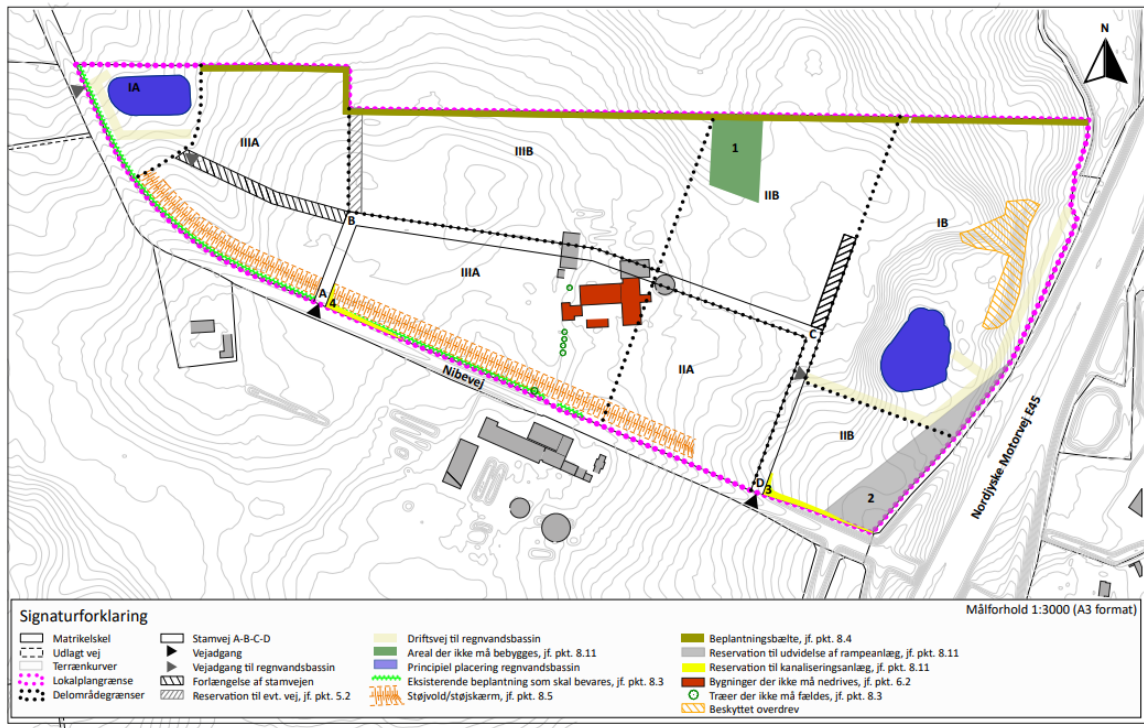 N
IA
IIIA
IIIB
1
IIB
IB
B
IIIA
A
4
C
Nibevej
IIA
IIB
D
3
2
Nordjyske Motorvej E45
Signaturforklaring
Målforhold 1:3000 (A3 format)
Matrikelskel
Udlagt vej
Terrænkurver
Lokalplangrænse
Delområdegrænser
Stamvej A-B-C-D
Vejadgang
Vejadgang til regnvandsbassin
Forlængelse af stamvejen
Reservation til evt. vej, jf. pkt. 5.2
Driftsvej til regnvandsbassin
Areal der ikke må bebygges, jf. pkt. 8.11
Principiel placering regnvandsbassin
Eksisterende beplantning som skal bevares, jf. pkt. 8.3
Støjvold/støjskærm, jf. pkt. 8.5
Beplantningsbælte, jf. pkt. 8.4
Reservation til udvidelse af rampeanlæg, jf. pkt. 8.11
Reservation til kanaliseringsanlæg, jf. pkt. 8.11
Bygninger der ikke må nedrives, jf. pkt. 6.2
Træer der ikke må fældes, jf. pkt. 8.3
Beskyttet overdrev